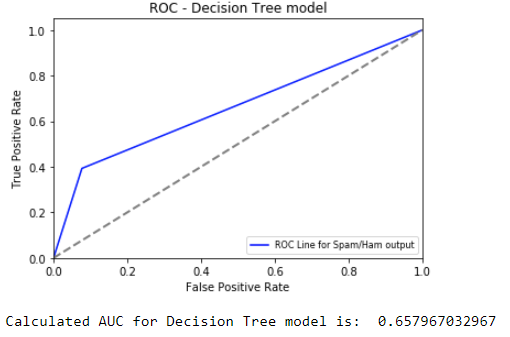 ROC - Decision Tree model
True Positive Rate
1.0
0.8
0.6
0.4
0.2
0.0
ROC Line for Spam/Ham output
0.0 0.2 0.4 0.6 0.8 1.0
False Positive Rate
Calculated AUC for Decision Tree model is: 0.657967032967